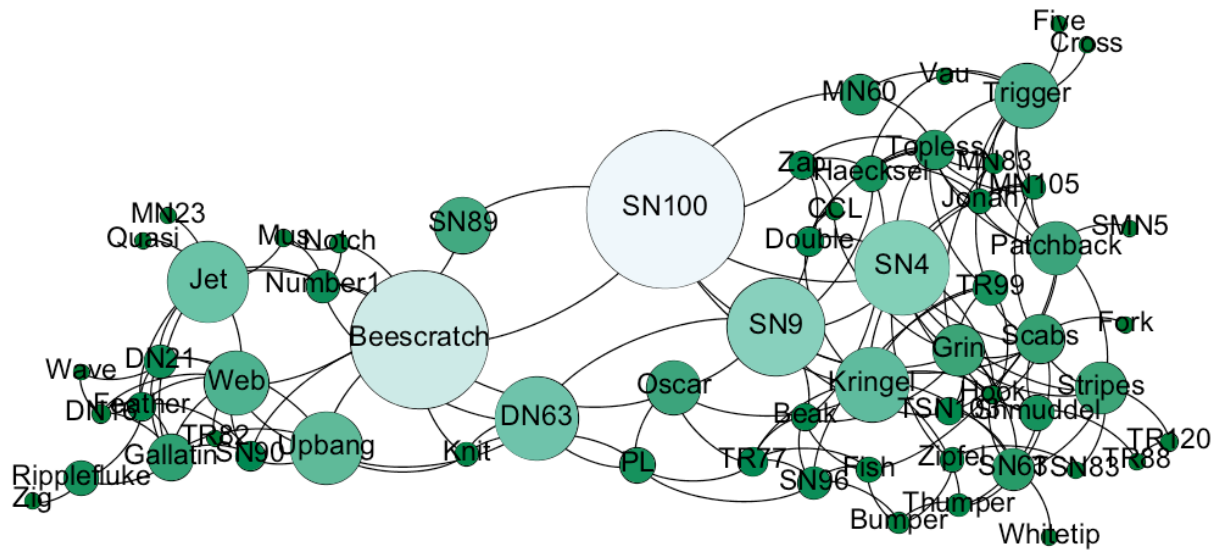 Five
Cross
Vau
Trigger
MN60
Topless
Zap
Haecksel
MN83
MN105
Jonah
SN100
CCL
MN23
SN89
SMN5
Quasi
Mus
Notch
Double
Patchback
SN4
Jet
Number1
TR99
SN9
Fork
Beescratch
Scabs
Grin
DN21
Wave
Web
Oscar
Kringel
Hook
Stripes
Feather
TSN103
Shmuddel
DN63
Beak
TR82
Upbang
SN90
Knit
TR120
Gallatin
PL
TR77
Fish
Zipfel
SN63
TSN83
TR88
Ripplefluke
SN96
Zig
Thumper
Bumper
Whitetip